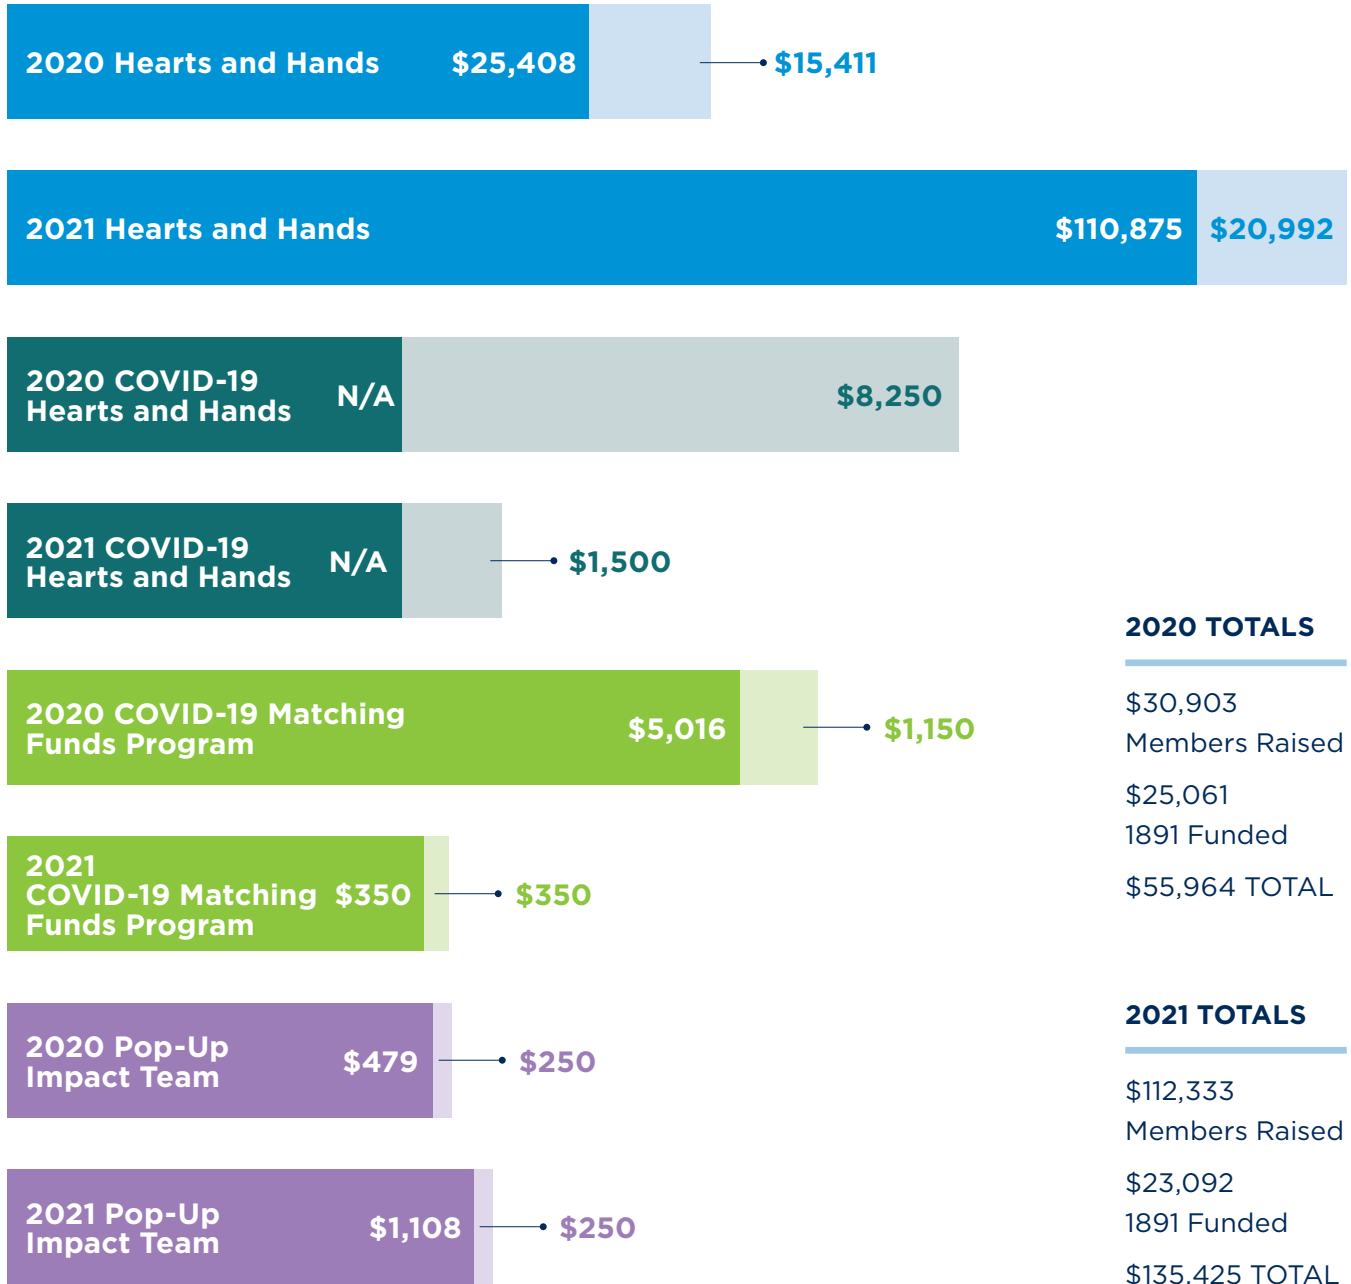 2020 Hearts and Hands $25,408 $15,411
2021 Hearts and Hands $110,875 $20,992
2020 COVID-19
Hearts and Hands N/A $8,250
2021 COVID-19
Hearts and Hands N/A $1,500
2020 COVID-19 Matching
Funds Program $5,016 $1,150
2021
COVID-19 Matching $350 $350
Funds Program
2020 Pop-Up
Impact Team $479 $250
2021 Pop-Up
Impact Team $1,108 $250
2020 TOTALS
$30,903
Members Raised
$25,061
1891 Funded
$55,964 TOTAL
2021 TOTALS
$112,333
Members Raised
$23,092
1891 Funded
$135,425 TOTAL